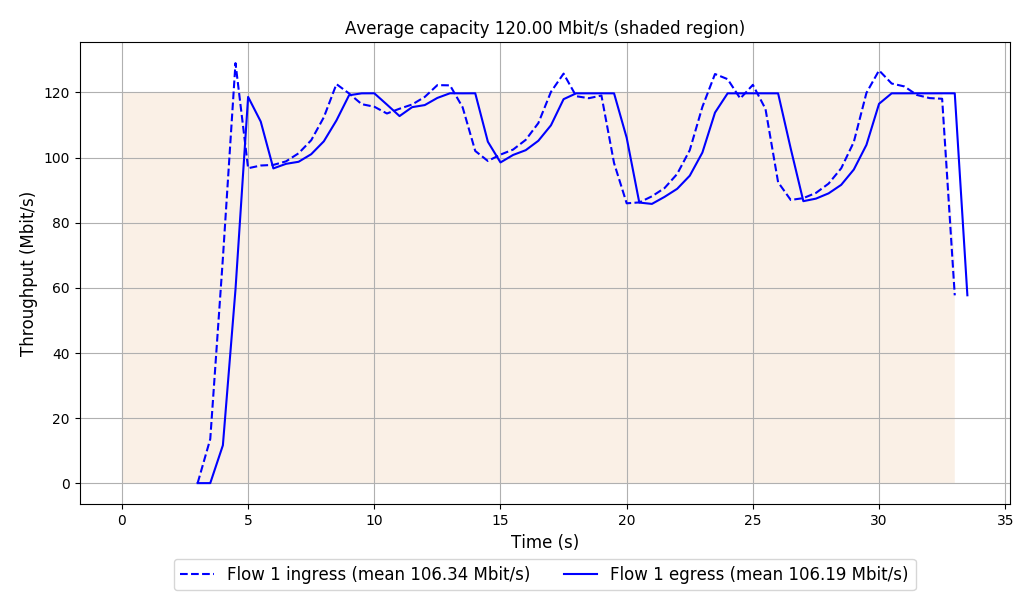 Average capacity 120.00 Mbit/s (shaded region)
Throughput (Mbit/s)
120
100
80
60
40
20
0
0 5 10 15 20 25 30 35
Time (s)
Flow 1 ingress (mean 106.34 Mbit/s) Flow 1 egress (mean 106.19 Mbit/s)